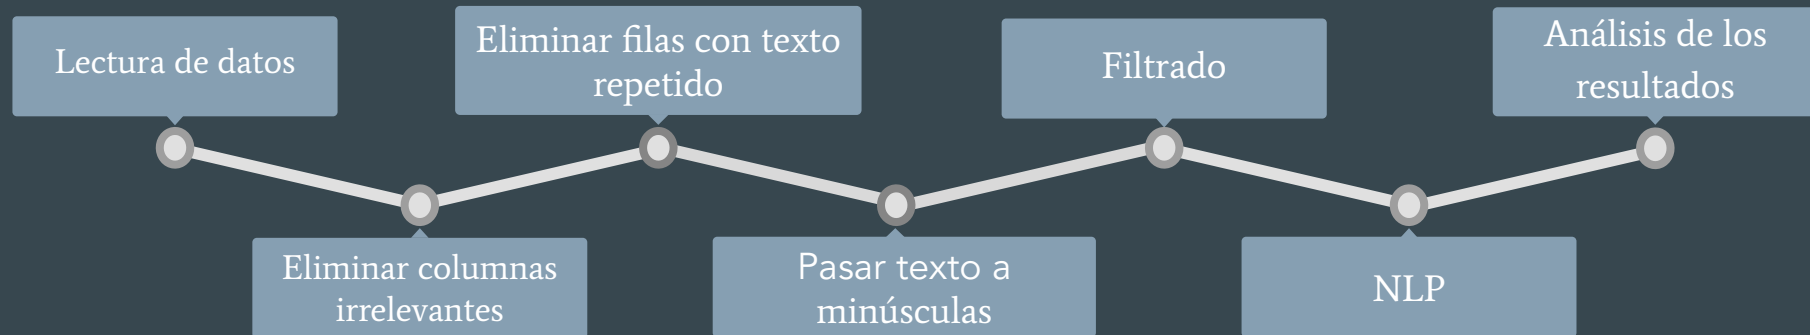 Lectura de datos
Eliminar columnas
irrelevantes
Eliminar filas con texto
repetido
Pasar texto a
minúsculas
Filtrado
NLP
Análisis de los
resultados